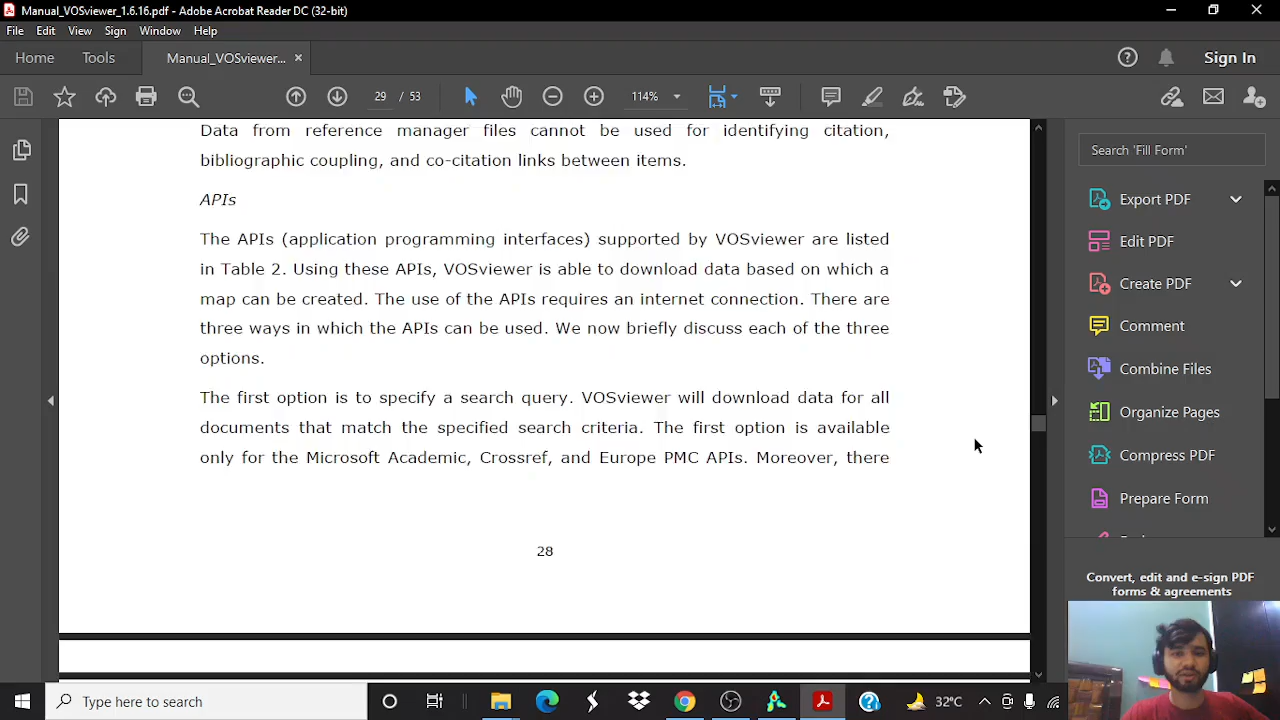 Manual_VOSviewer_1.6.16.pdf - Adobe Acrobat Reader DC (32-bit)
File Edit View Sign Window Help
Home Tools Manual_VOSviewer... × Sign In
29 / 53 114%
Search 'Fill Form'
Data from reference manager files cannot be used for identifying citation,
bibliographic coupling, and co-citation links between items.
APIs
The APIs (application programming interfaces) supported by VOSviewer are listed
in Table 2. Using these APIs, VOSviewer is able to download data based on which a
map can be created. The use of the APIs requires an internet connection. There are
three ways in which the APIs can be used. We now briefly discuss each of the three
options.
The first option is to specify a search query. VOSviewer will download data for all
documents that match the specified search criteria. The first option is available
only for the Microsoft Academic, Crossref, and Europe PMC APIs. Moreover, there
28
Export PDF
Edit PDF
Create PDF
Comment
Combine Files
Organize Pages
Compress PDF
Prepare Form
Convert, edit and e-sign PDF
forms & agreements
Type here to search
32°C